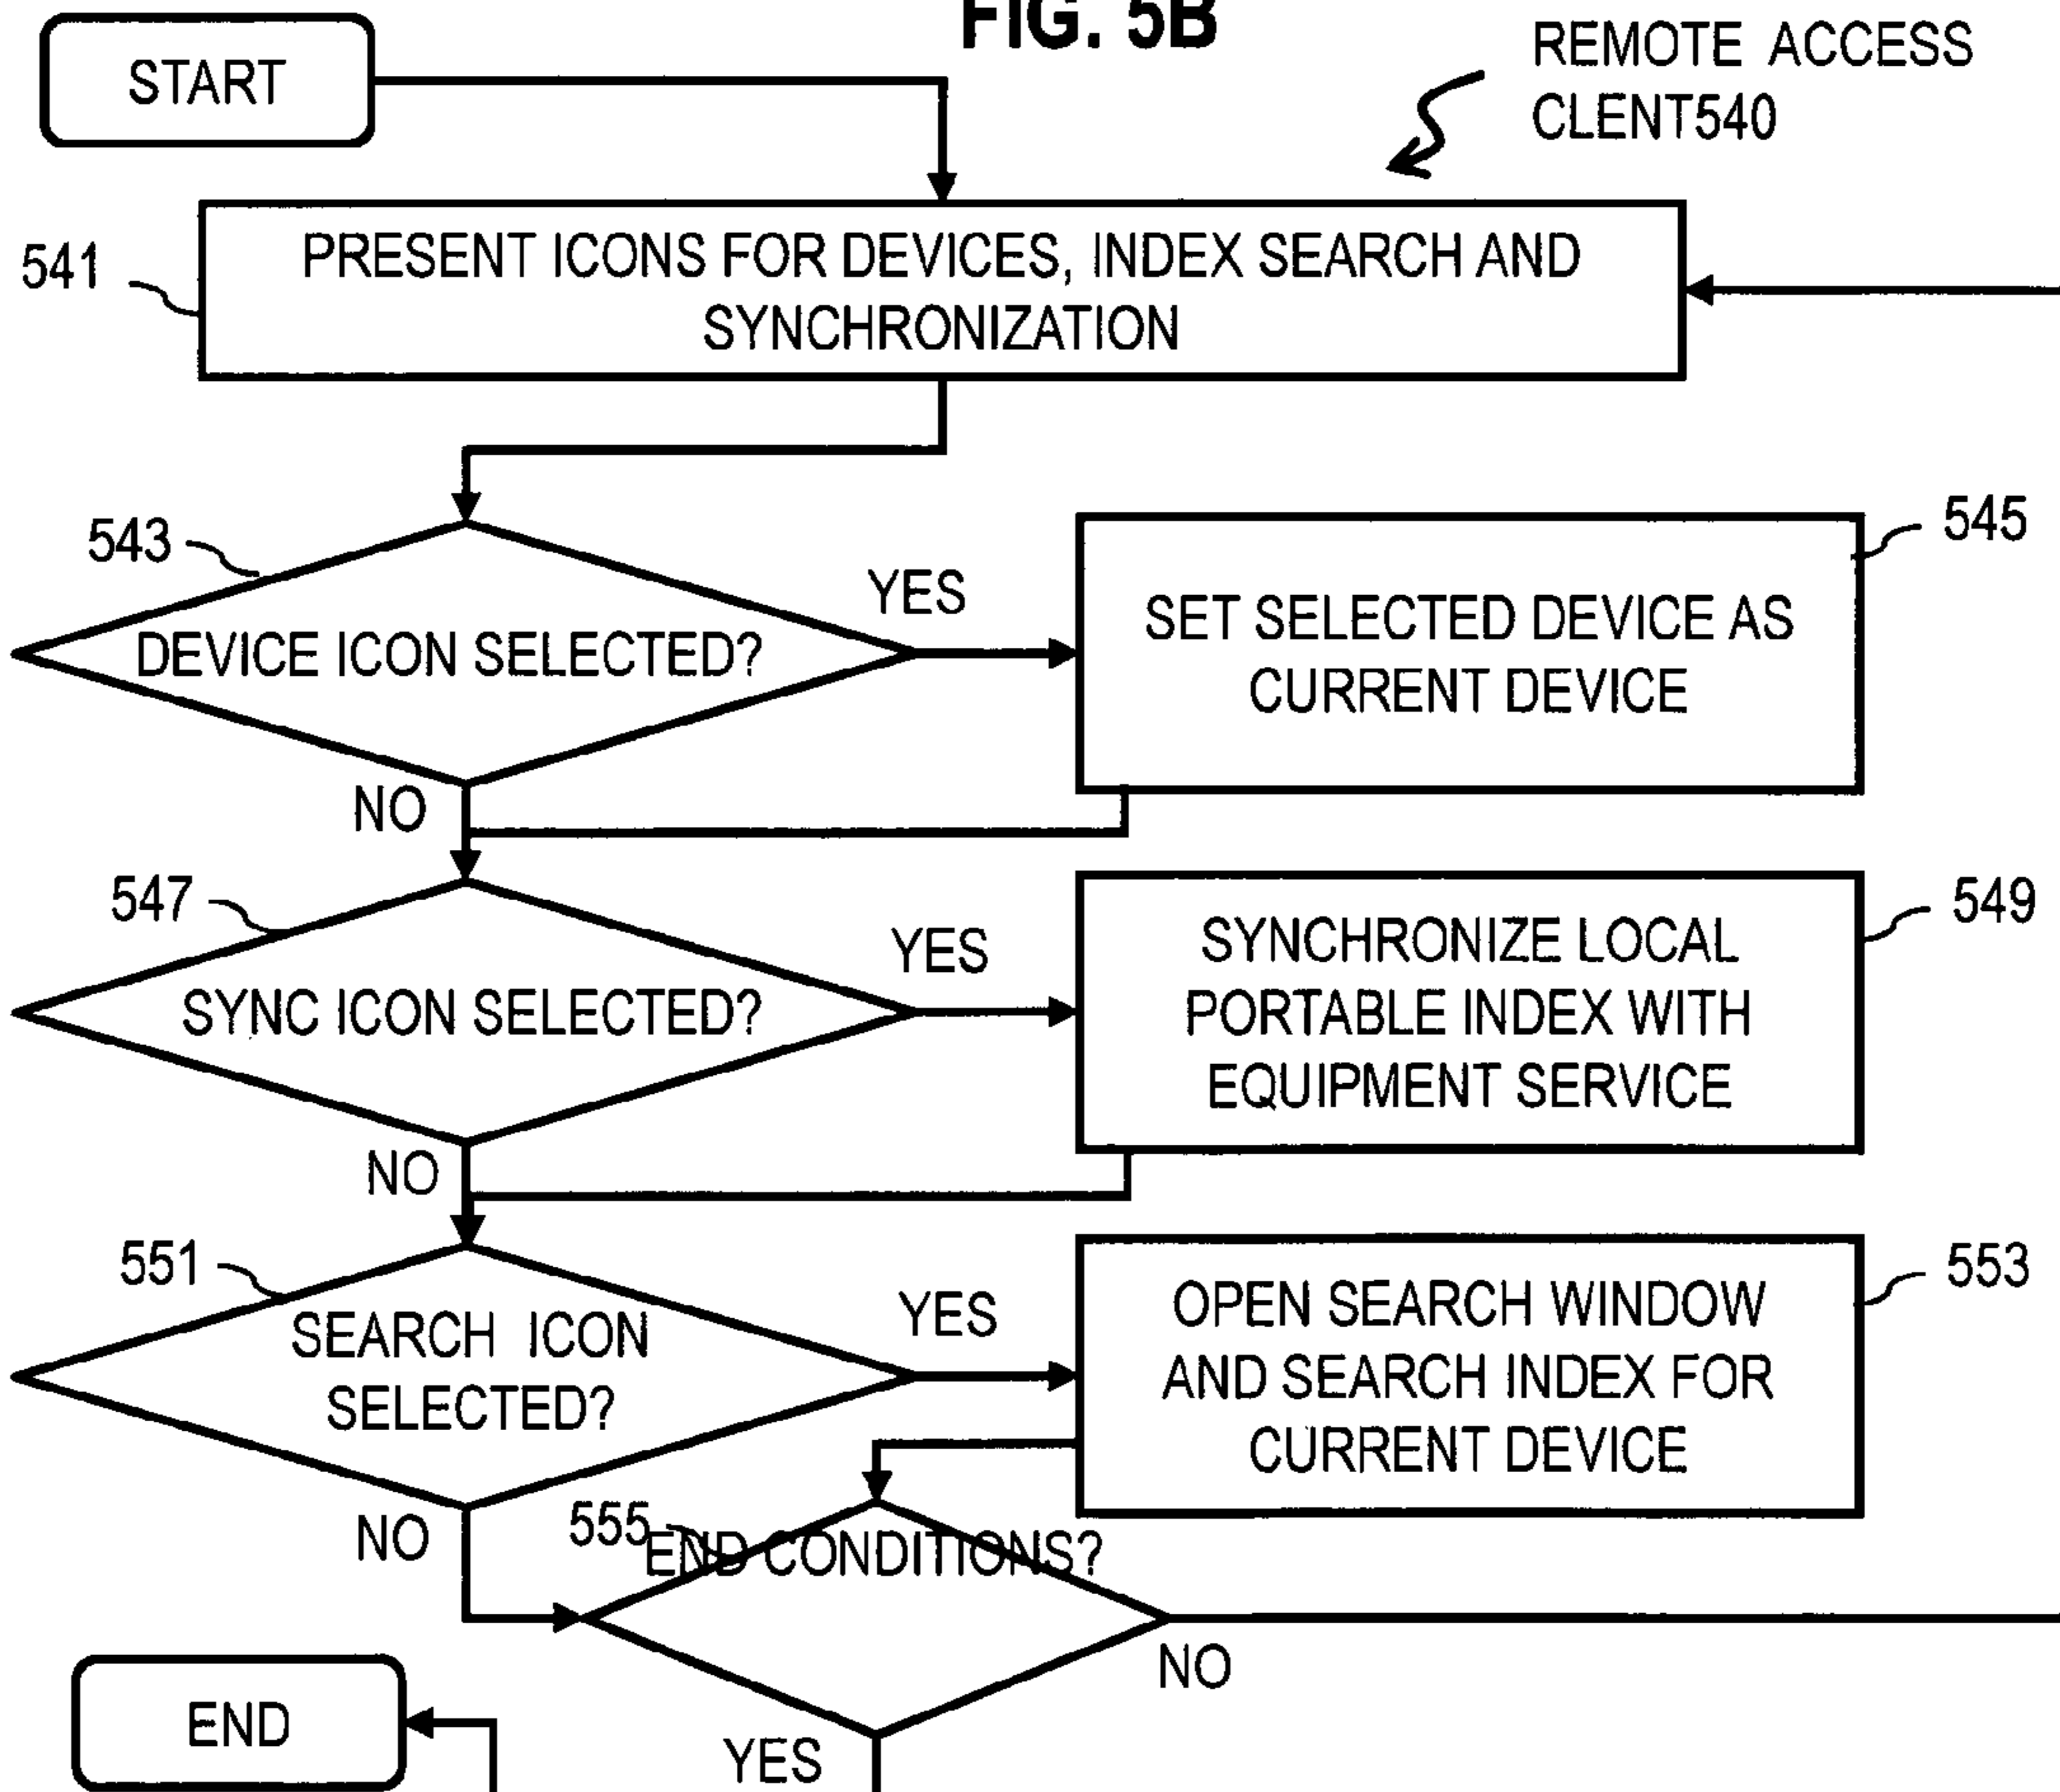 FIG. 5B
START
REMOTE ACCESS
CLENT540
541
PRESENT ICONS FOR DEVICES, INDEX SEARCH AND
SYNCHRONIZATION
543
DEVICE ICON SELECTED?
YES
545
SET SELECTED DEVICE AS
CURRENT DEVICE
NO
547
SYNC ICON SELECTED?
YES
549
SYNCHRONIZE LOCAL
PORTABLE INDEX WITH
EQUIPMENT SERVICE
NO
551
SEARCH ICON
SELECTED?
YES
553
OPEN SEARCH WINDOW
AND SEARCH INDEX FOR
CURRENT DEVICE
NO
555
END CONDITIONS?
NO
YES
END